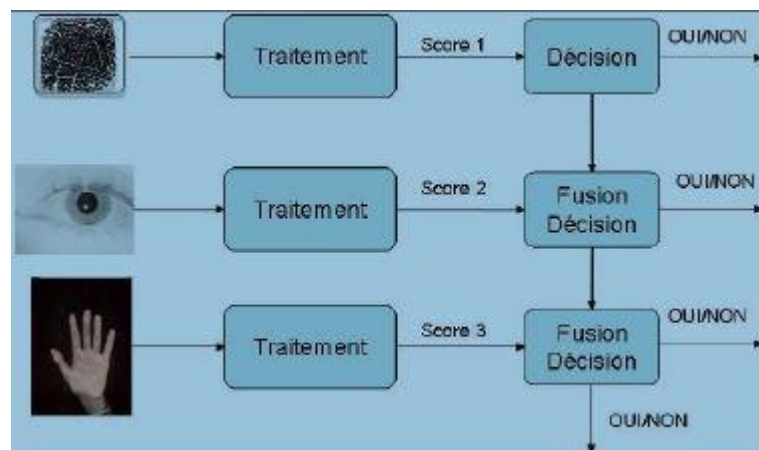 Traitement
Score 1
Décision
OUI/NON
Traitement
Score 2
Fusion
Décision
OUI/NON
Traitement
Score 3
Fusion
Décision
OUI/NON
OUI/NON